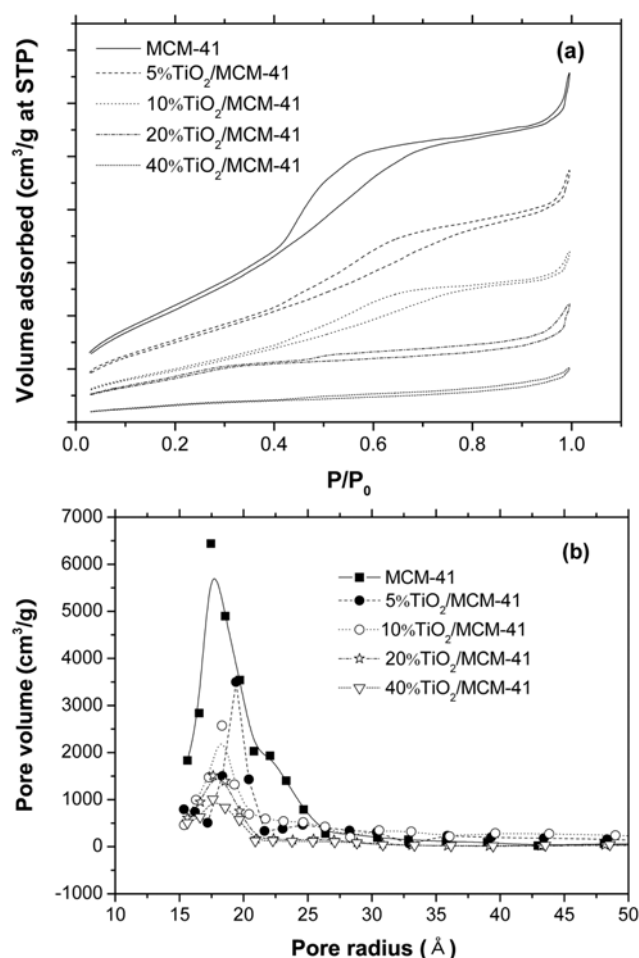 (a)
MCM-41
5%TiO₂/MCM-41
10%TiO₂/MCM-41
20%TiO₂/MCM-41
40%TiO₂/MCM-41
Volume adsorbed (cm³/g at STP)
0.0 0.2 0.4 0.6 0.8 1.0
P/P₀
(b)
7000
6000
5000
4000
3000
2000
1000
0
-1000
MCM-41
5%TiO₂/MCM-41
10%TiO₂/MCM-41
20%TiO₂/MCM-41
40%TiO₂/MCM-41
Pore volume (cm³/g)
10 15 20 25 30 35 40 45 50
Pore radius (Å)